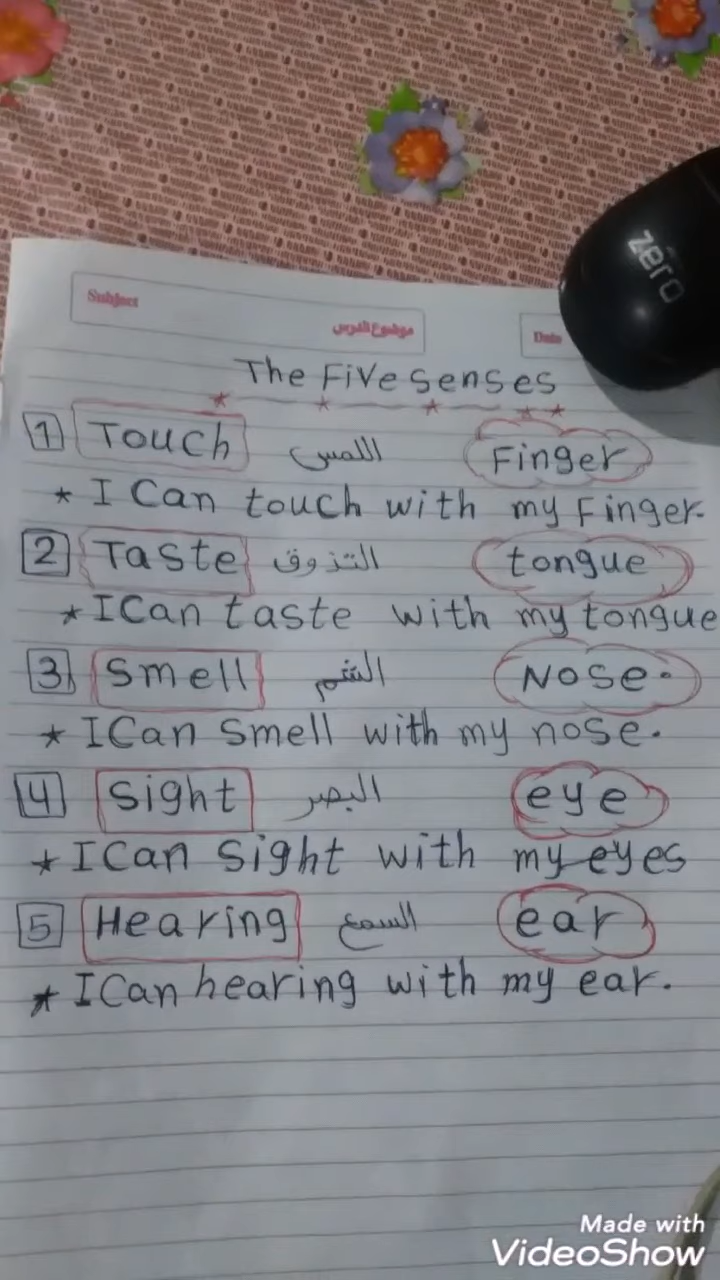 zero
Subject موضوع الدرس Date
The Five senses
1 Touch اللمس Finger
* I Can touch with my Finger.
2 Taste التذوق tongue
* I Can taste with my tongue
3 Smell الشم Nose.
* I Can Smell with my nose.
4 Sight البصر eye
* I Can Sight with my eyes
5 Hearing السمع ear
* I Can hearing with my ear.
Made with
VideoShow